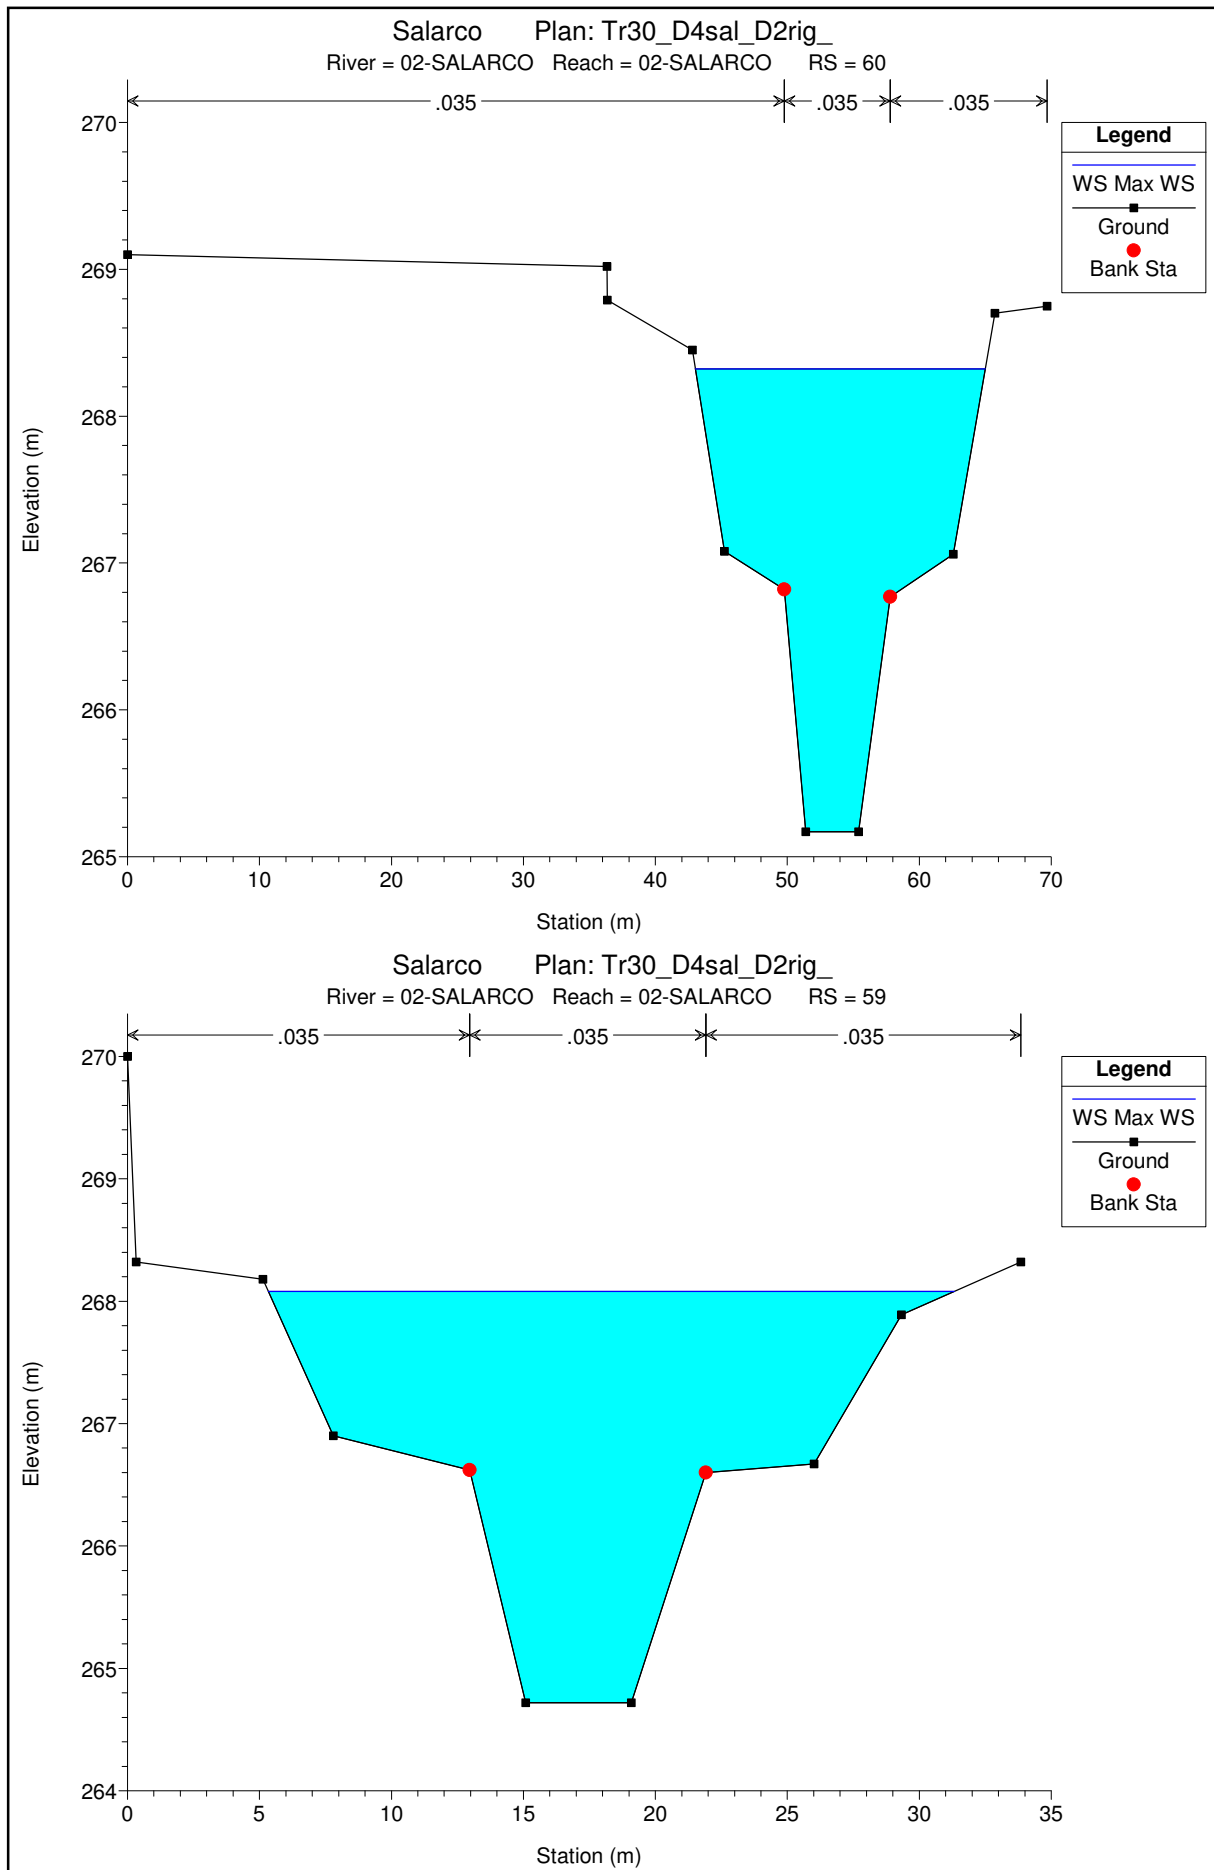 Salarco Plan: Tr30_D4sal_D2rig_
River = 02-SALARCO Reach = 02-SALARCO RS = 60
.035 .035 .035
Legend
WS Max WS
Ground
Bank Sta
270
269
268
267
266
265
Elevation (m)
0 10 20 30 40 50 60 70
Station (m)
Salarco Plan: Tr30_D4sal_D2rig_
River = 02-SALARCO Reach = 02-SALARCO RS = 59
.035 .035 .035
Legend
WS Max WS
Ground
Bank Sta
270
269
268
267
266
265
264
Elevation (m)
0 5 10 15 20 25 30 35
Station (m)